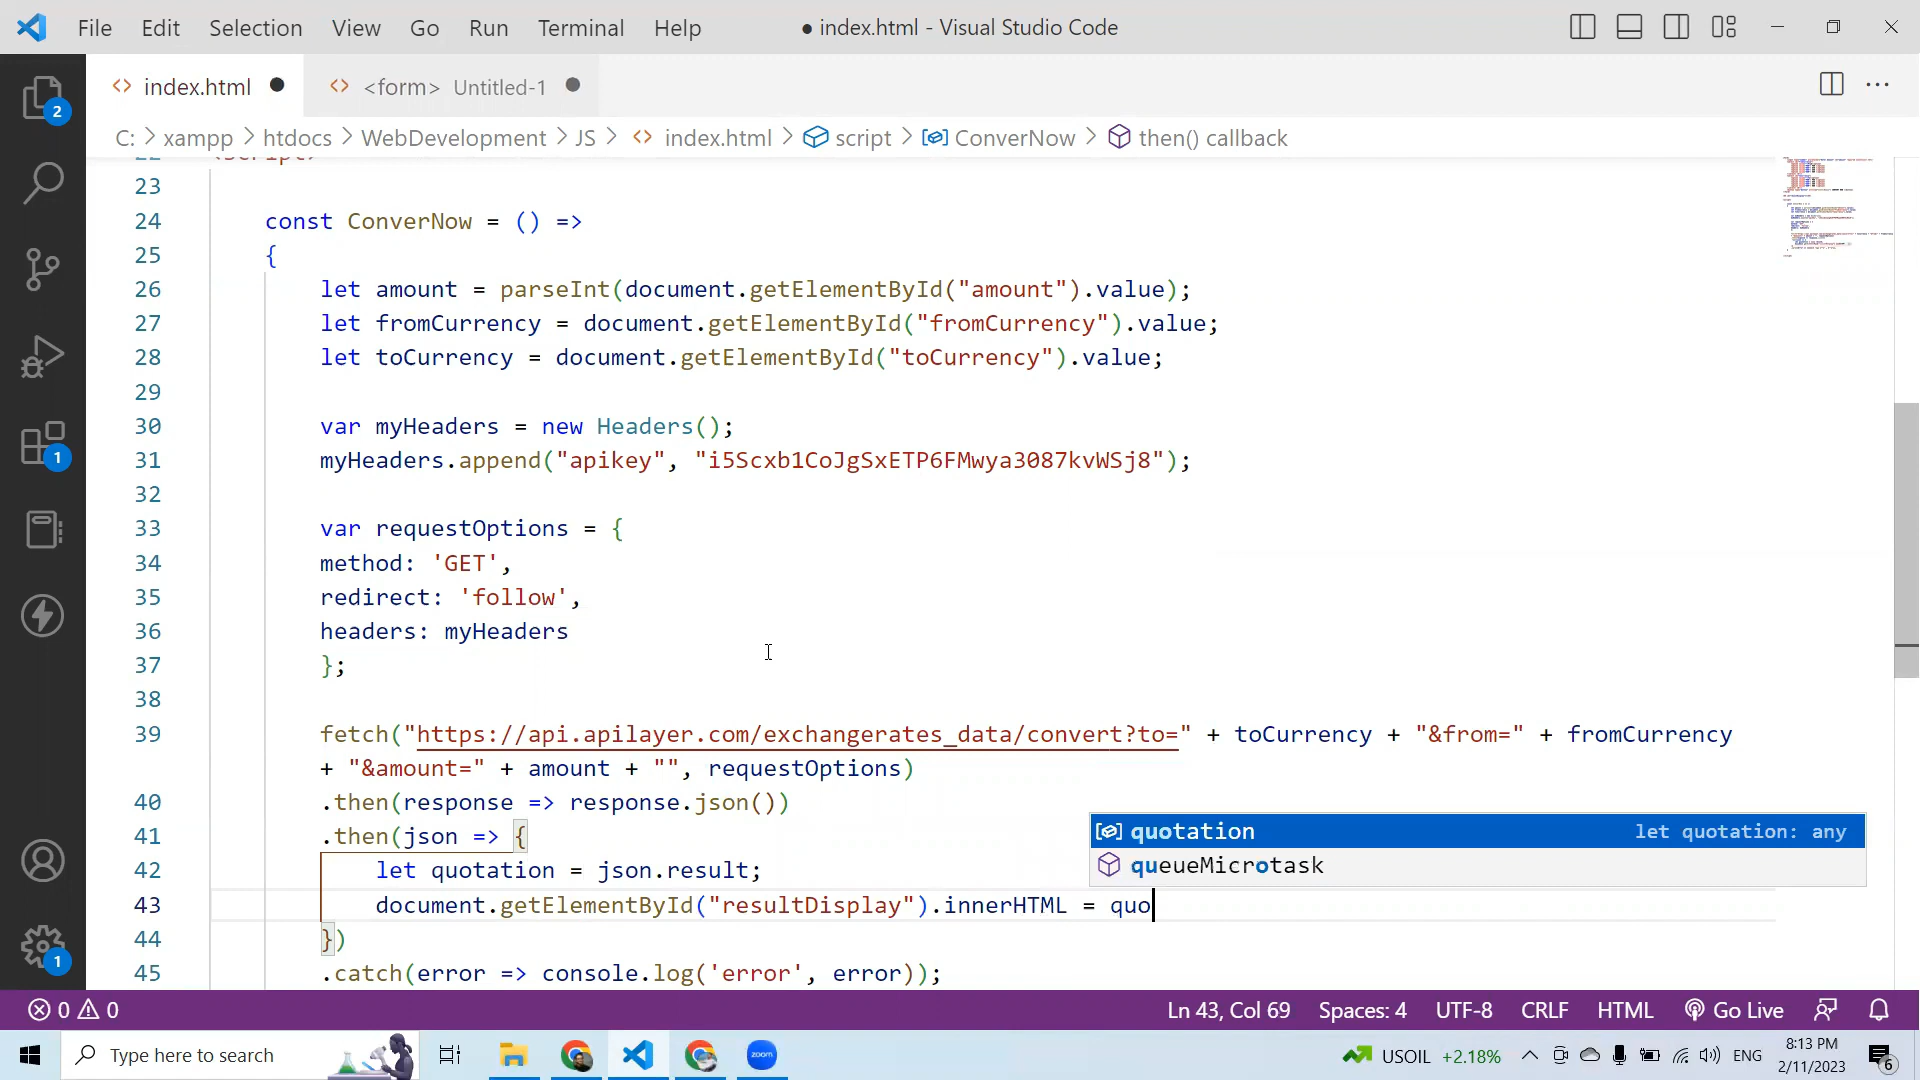 File Edit Selection View Go Run Terminal Help
● index.html - Visual Studio Code
index.html ●
<form> Untitled-1 ●
C: > xampp > htdocs > WebDevelopment > JS > index.html > script > ConverNow > then() callback
22 <script>
23
24 const ConverNow = () =>
25 {
26 let amount = parseInt(document.getElementById("amount").value);
27 let fromCurrency = document.getElementById("fromCurrency").value;
28 let toCurrency = document.getElementById("toCurrency").value;
29
30 var myHeaders = new Headers();
31 myHeaders.append("apikey", "i5Scxb1CoJgSxETP6FMwya3087kvWSj8");
32
33 var requestOptions = {
34 method: 'GET',
35 redirect: 'follow',
36 headers: myHeaders
37 };
38
39 fetch("https://api.apilayer.com/exchangerates_data/convert?to=" + toCurrency + "&from=" + fromCurrency
+ "&amount=" + amount + "", requestOptions)
40 .then(response => response.json())
41 .then(json => {
quotation let quotation: any
queueMicrotask
42 let quotation = json.result;
43 document.getElementById("resultDisplay").innerHTML = quo
44 })
45 .catch(error => console.log('error', error));
2
1
1
0 0
Ln 43, Col 69 Spaces: 4 UTF-8 CRLF HTML Go Live
Type here to search
zoom
USOIL +2.18%
ENG
8:13 PM
2/11/2023
6